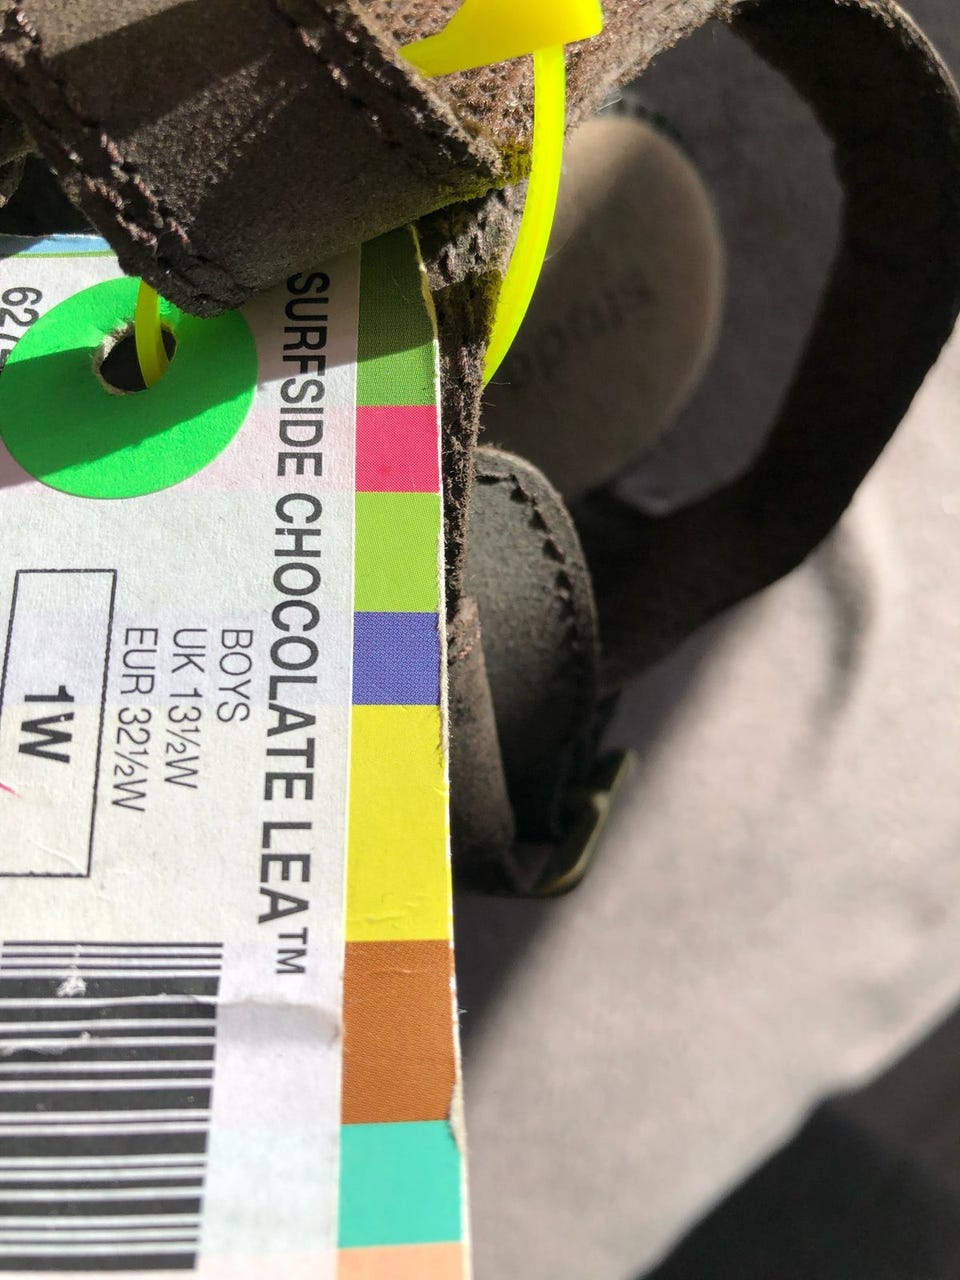 SURFSIDE CHOCOLATE LEA™
BOYS
UK 13½W
EUR 32½W
1W